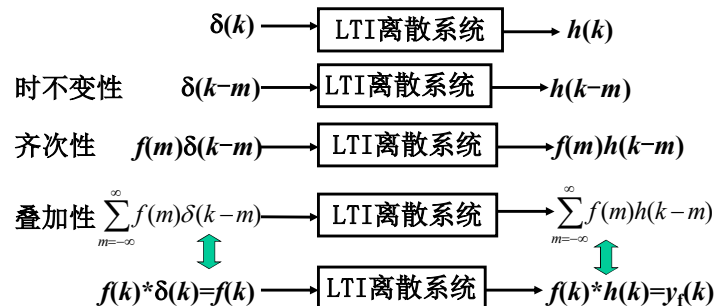 δ(k) LTI离散系统 h(k)
时不变性 δ(k−m) LTI离散系统 h(k−m)
齐次性 f(m)δ(k−m) LTI离散系统 f(m)h(k−m)
叠加性 ∑_{m=−∞}^{∞} f(m)δ(k−m) LTI离散系统 ∑_{m=−∞}^{∞} f(m)h(k−m)
f(k)*δ(k)=f(k) LTI离散系统 f(k)*h(k)=y_f(k)